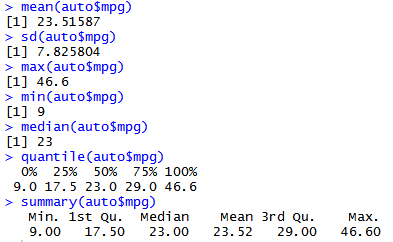 > mean(auto$mpg)
[1] 23.51587
> sd(auto$mpg)
[1] 7.825804
> max(auto$mpg)
[1] 46.6
> min(auto$mpg)
[1] 9
> median(auto$mpg)
[1] 23
> quantile(auto$mpg)
  0%  25%  50%  75% 100%
 9.0 17.5 23.0 29.0 46.6
> summary(auto$mpg)
   Min. 1st Qu.  Median    Mean 3rd Qu.    Max.
   9.00   17.50   23.00   23.52   29.00   46.60